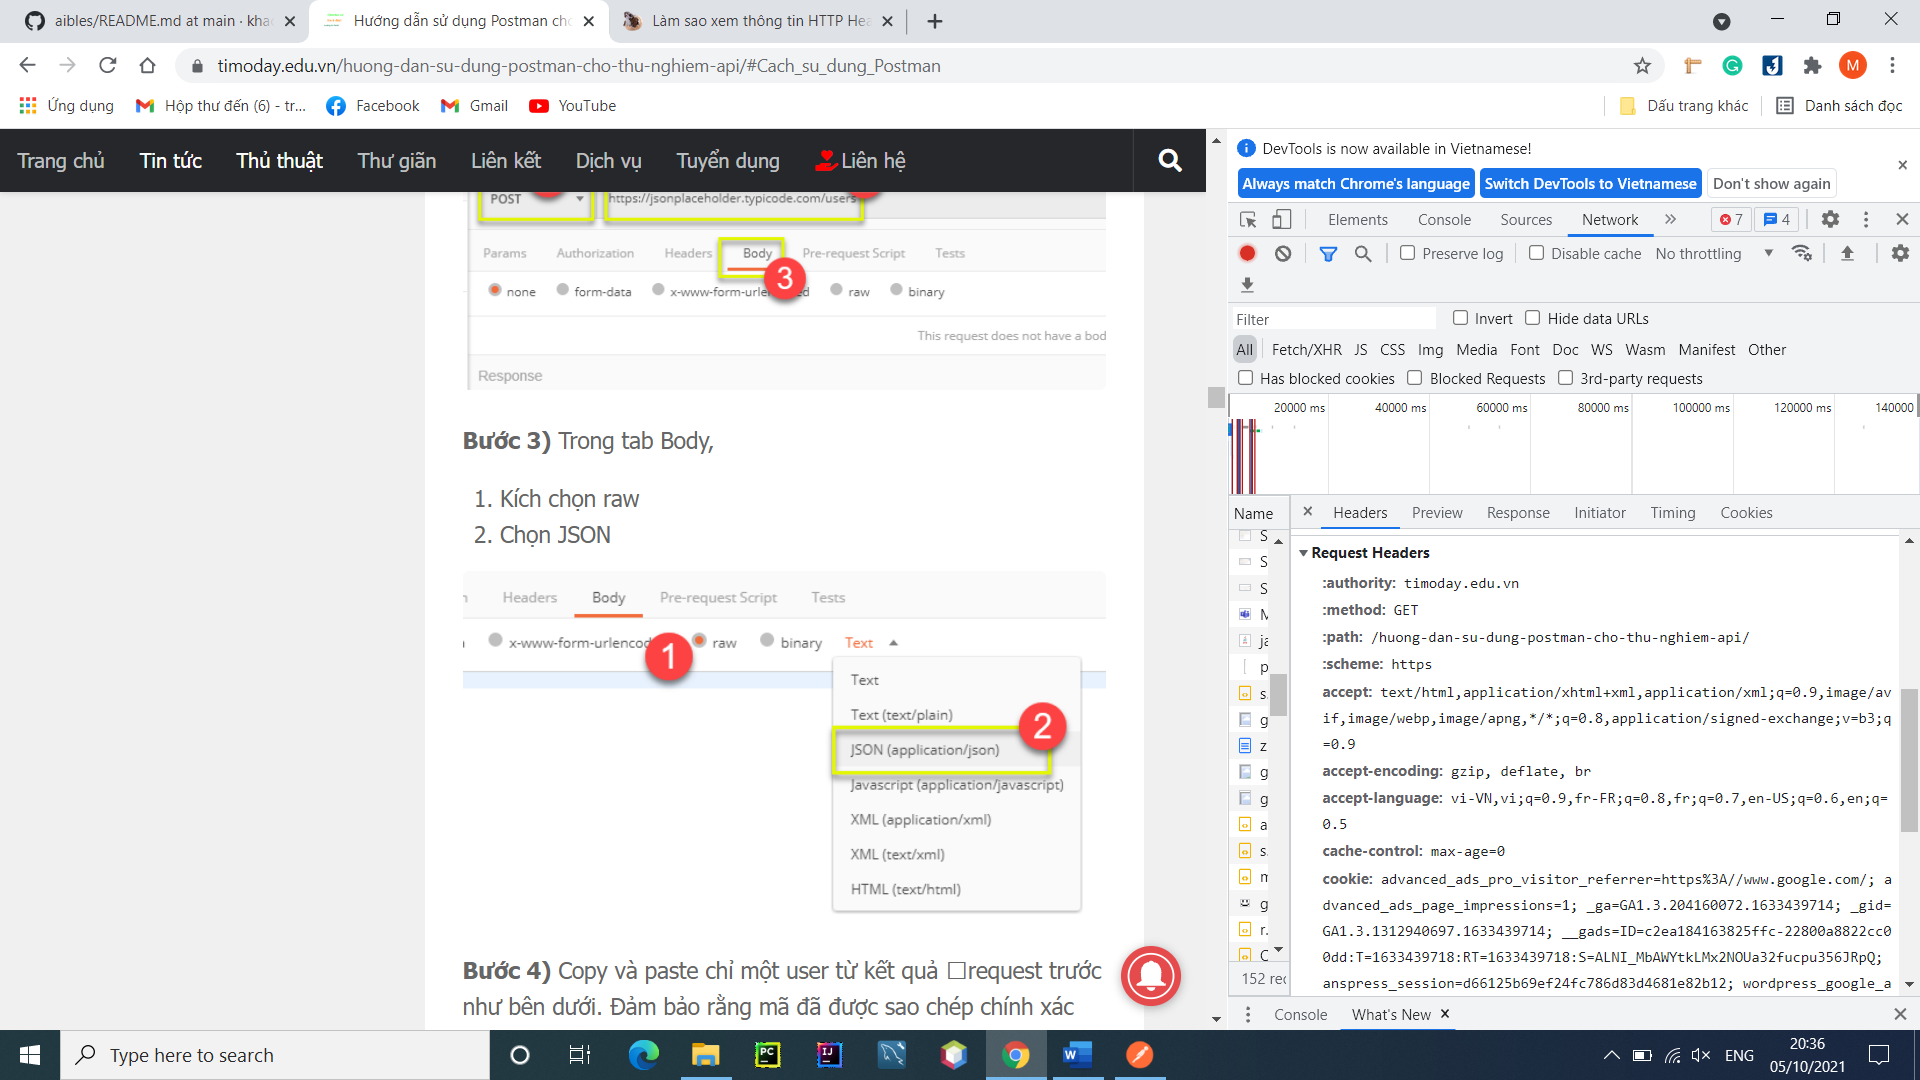 aibles/README.md at main · kha
Hướng dẫn sử dụng Postman cho
Làm sao xem thông tin HTTP Hea
timoday.edu.vn/huong-dan-su-dung-postman-cho-thu-nghiem-api/#Cach_su_dung_Postman
M
Ứng dụng
Hộp thư đến (6) - tr...
Facebook
Gmail
YouTube
Dấu trang khác
Danh sách đọc
Trang chủ
Tin tức
Thủ thuật
Thư giãn
Liên kết
Dịch vụ
Tuyển dụng
Liên hệ
POST
https://jsonplaceholder.typicode.com/users
Params
Authorization
Headers
Body
Pre-request Script
Tests
3
none
form-data
x-www-form-urlencoded
raw
binary
This request does not have a bod
Response
Bước 3) Trong tab Body,
1. Kích chọn raw
2. Chọn JSON
Headers
Body
Pre-request Script
Tests
x-www-form-urlencod
1
raw
binary
Text
Text
Text (text/plain)
2
JSON (application/json)
Javascript (application/javascript)
XML (application/xml)
XML (text/xml)
HTML (text/html)
Bước 4) Copy và paste chỉ một user từ kết quả □request trước
như bên dưới. Đảm bảo rằng mã đã được sao chép chính xác
DevTools is now available in Vietnamese!
Always match Chrome's language
Switch DevTools to Vietnamese
Don't show again
Elements
Console
Sources
Network
7
4
Preserve log
Disable cache
No throttling
Filter
Invert
Hide data URLs
All
Fetch/XHR
JS
CSS
Img
Media
Font
Doc
WS
Wasm
Manifest
Other
Has blocked cookies
Blocked Requests
3rd-party requests
20000 ms
40000 ms
60000 ms
80000 ms
100000 ms
120000 ms
140000
Name
Headers
Preview
Response
Initiator
Timing
Cookies
S
S
S
M
ja
p
s.
g
z
g
g
a
s.
m
g
r.
C
152 rec
Request Headers
:authority: timoday.edu.vn
:method: GET
:path: /huong-dan-su-dung-postman-cho-thu-nghiem-api/
:scheme: https
accept: text/html,application/xhtml+xml,application/xml;q=0.9,image/av
if,image/webp,image/apng,*/*;q=0.8,application/signed-exchange;v=b3;q
=0.9
accept-encoding: gzip, deflate, br
accept-language: vi-VN,vi;q=0.9,fr-FR;q=0.8,fr;q=0.7,en-US;q=0.6,en;q=
0.5
cache-control: max-age=0
cookie: advanced_ads_pro_visitor_referrer=https%3A//www.google.com/; a
dvanced_ads_page_impressions=1; _ga=GA1.3.204160072.1633439714; _gid=
GA1.3.1312940697.1633439714; __gads=ID=c2ea184163825ffc-22800a8822cc0
0dd:T=1633439718:RT=1633439718:S=ALNI_MbAWYtkLMx2NOUa32fucpu356JRpQ;
anspress_session=d66125b69ef24fc786d83d4681e82b12; wordpress_google_a
Console
What's New
Type here to search
ENG
20:36
05/10/2021